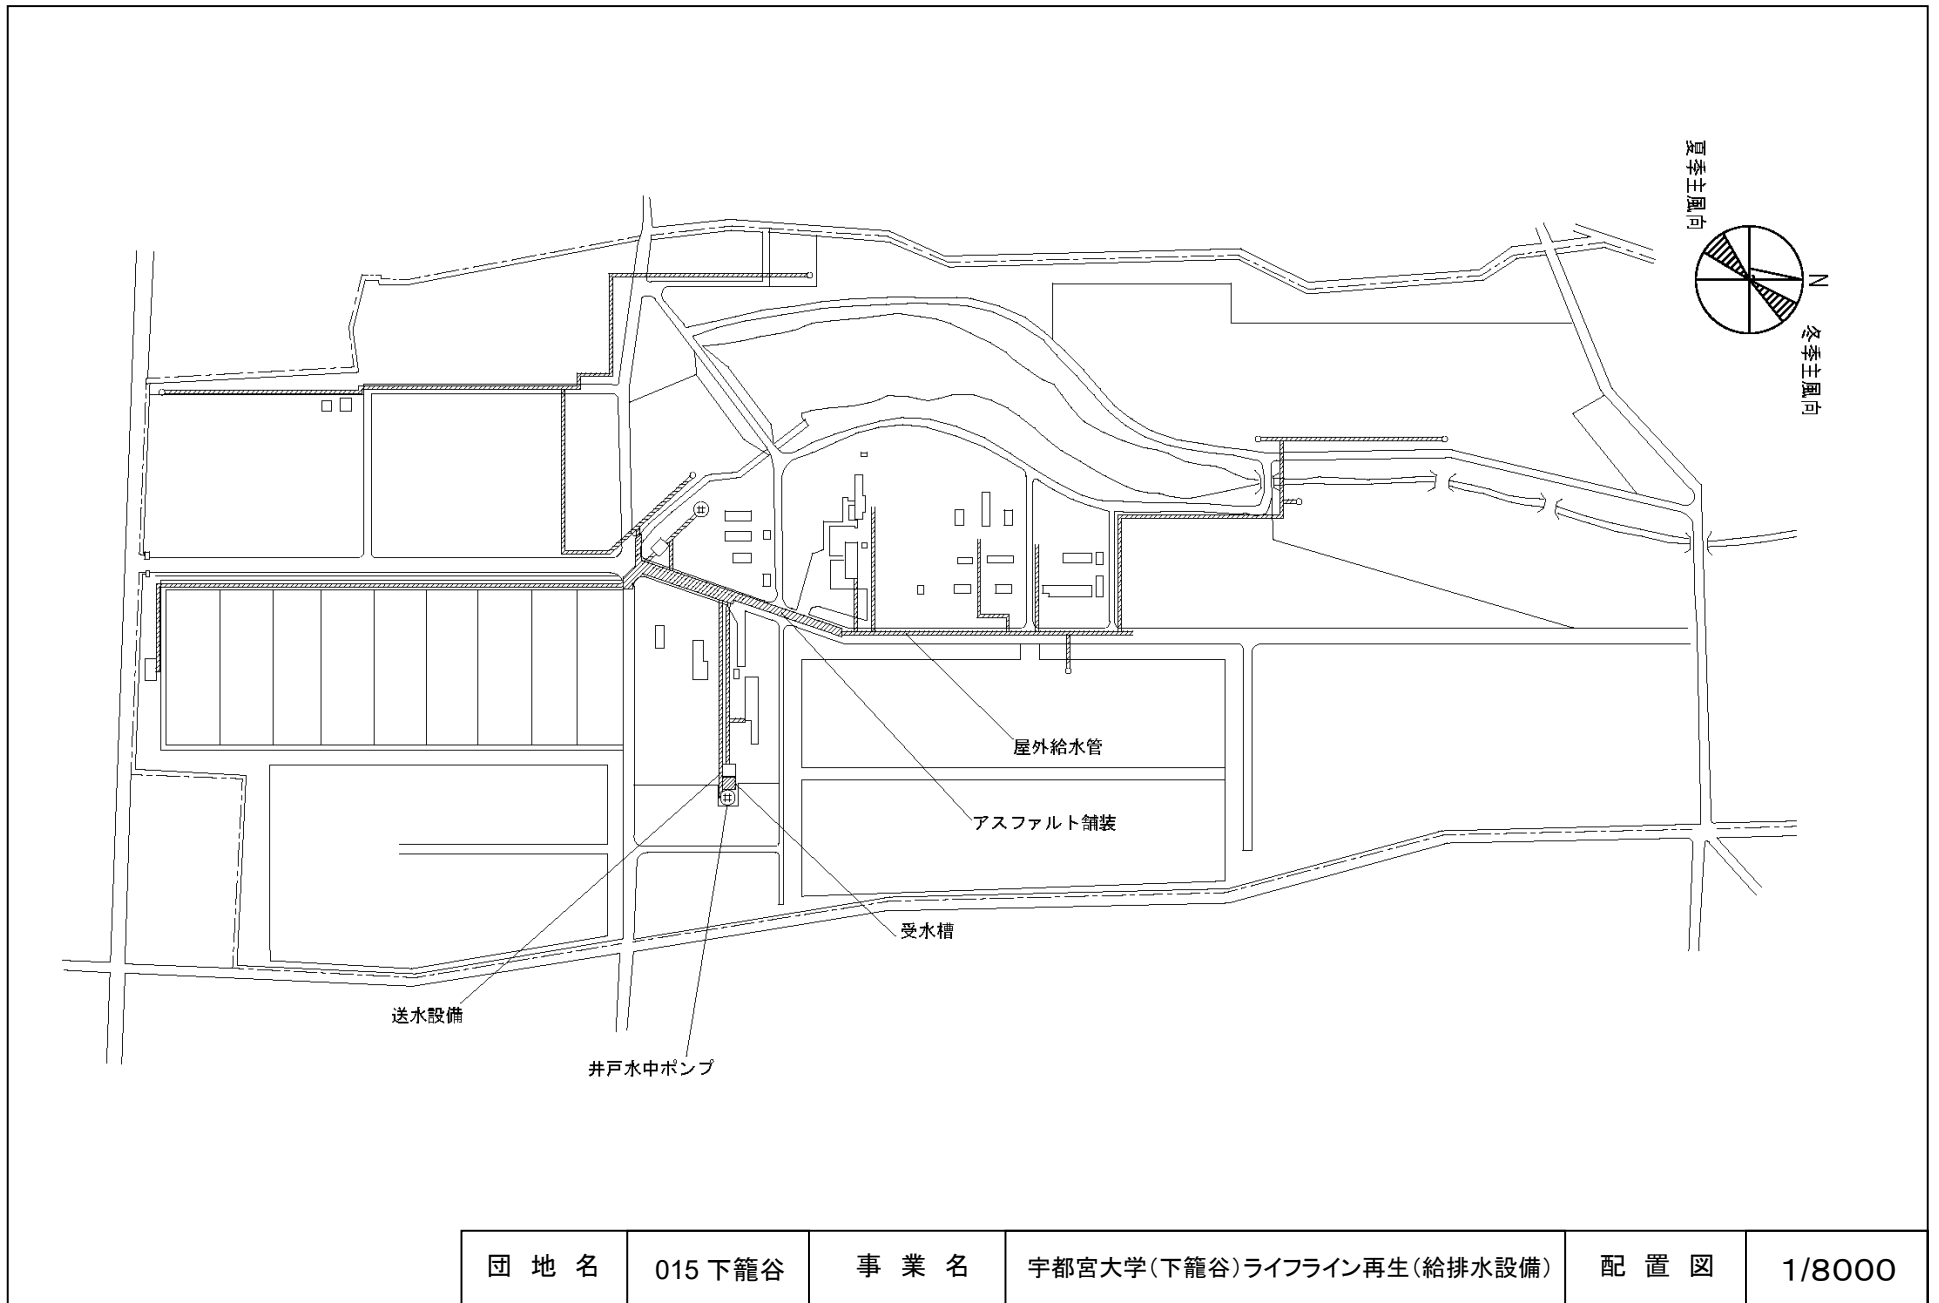 夏季主風向
N
冬季主風向
屋外給水管
アスファルト舗装
受水槽
送水設備
井戸水中ポンプ
団地名
015 下籠谷
事業名
宇都宮大学(下籠谷)ライフライン再生(給排水設備)
配置図
1/8000